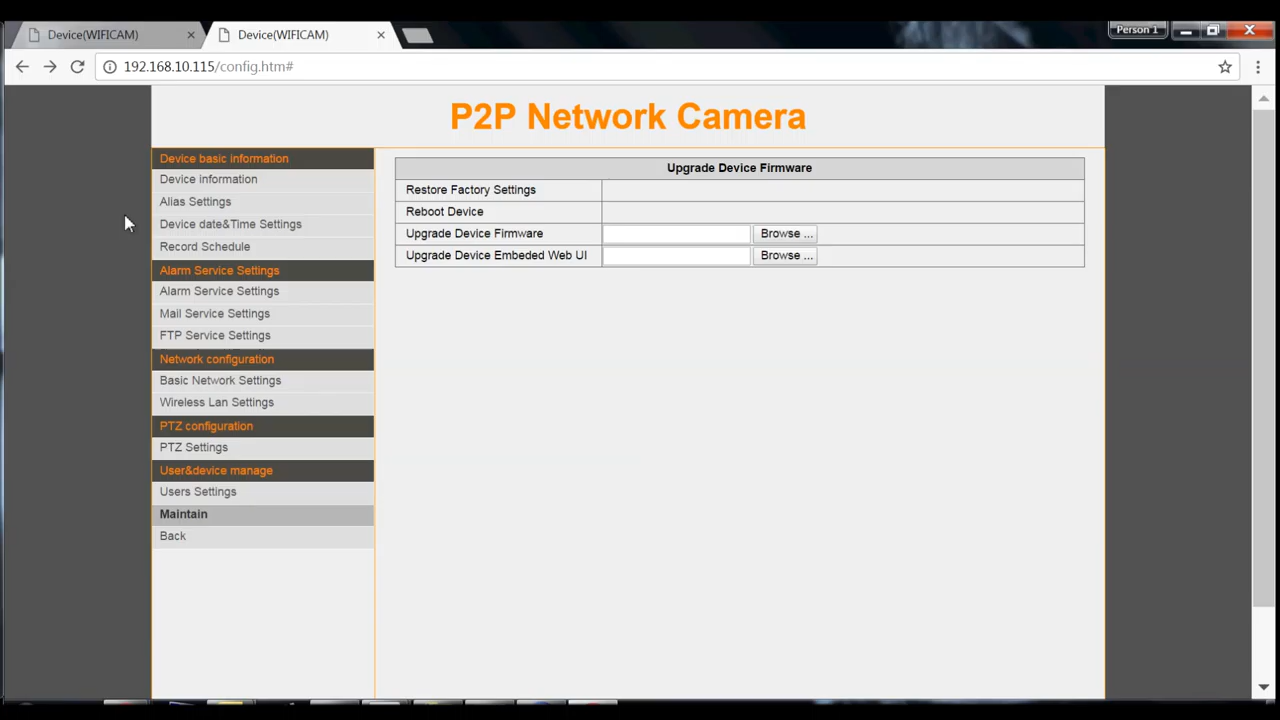 Device(WIFICAM)
Device(WIFICAM)
Person 1
192.168.10.115/config.htm#
P2P Network Camera
Device basic information
Device information
Alias Settings
Device date&Time Settings
Record Schedule
Alarm Service Settings
Alarm Service Settings
Mail Service Settings
FTP Service Settings
Network configuration
Basic Network Settings
Wireless Lan Settings
PTZ configuration
PTZ Settings
User&device manage
Users Settings
Maintain
Back
Upgrade Device Firmware
Restore Factory Settings
Reboot Device
Upgrade Device Firmware
Browse ...
Upgrade Device Embeded Web UI
Browse ...